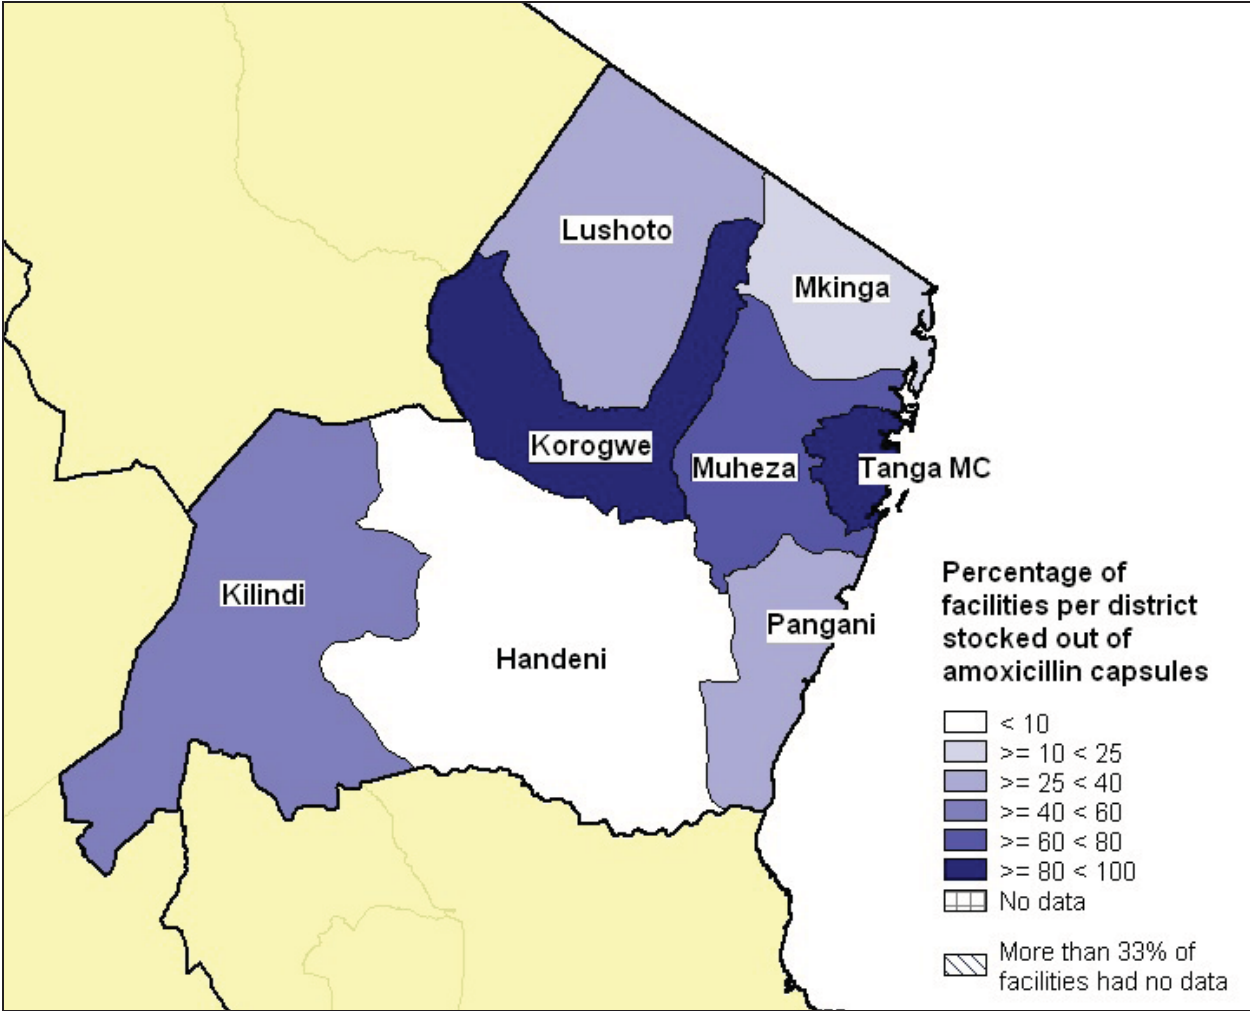 Lushoto
Mkinga
Korogwe
Muheza
Tanga MC
Kilindi
Pangani
Handeni
Percentage of
facilities per district
stocked out of
amoxicillin capsules
< 10
>= 10 < 25
>= 25 < 40
>= 40 < 60
>= 60 < 80
>= 80 < 100
No data
More than 33% of
facilities had no data